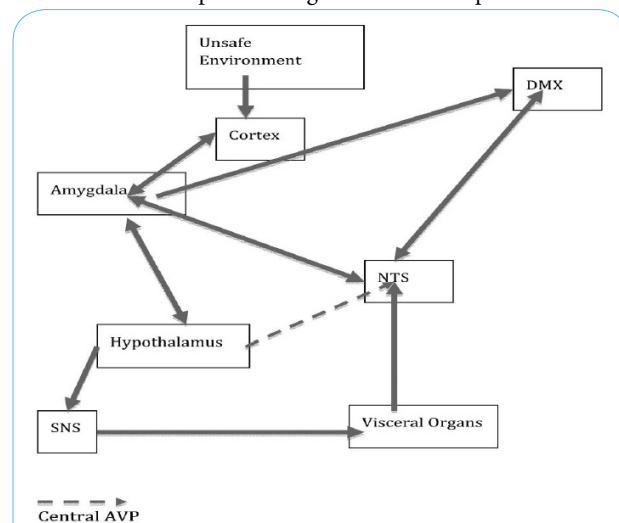 Unsafe
Environment
DMX
Cortex
Amygdala
NTS
Hypothalamus
SNS
Visceral Organs
Central AVP